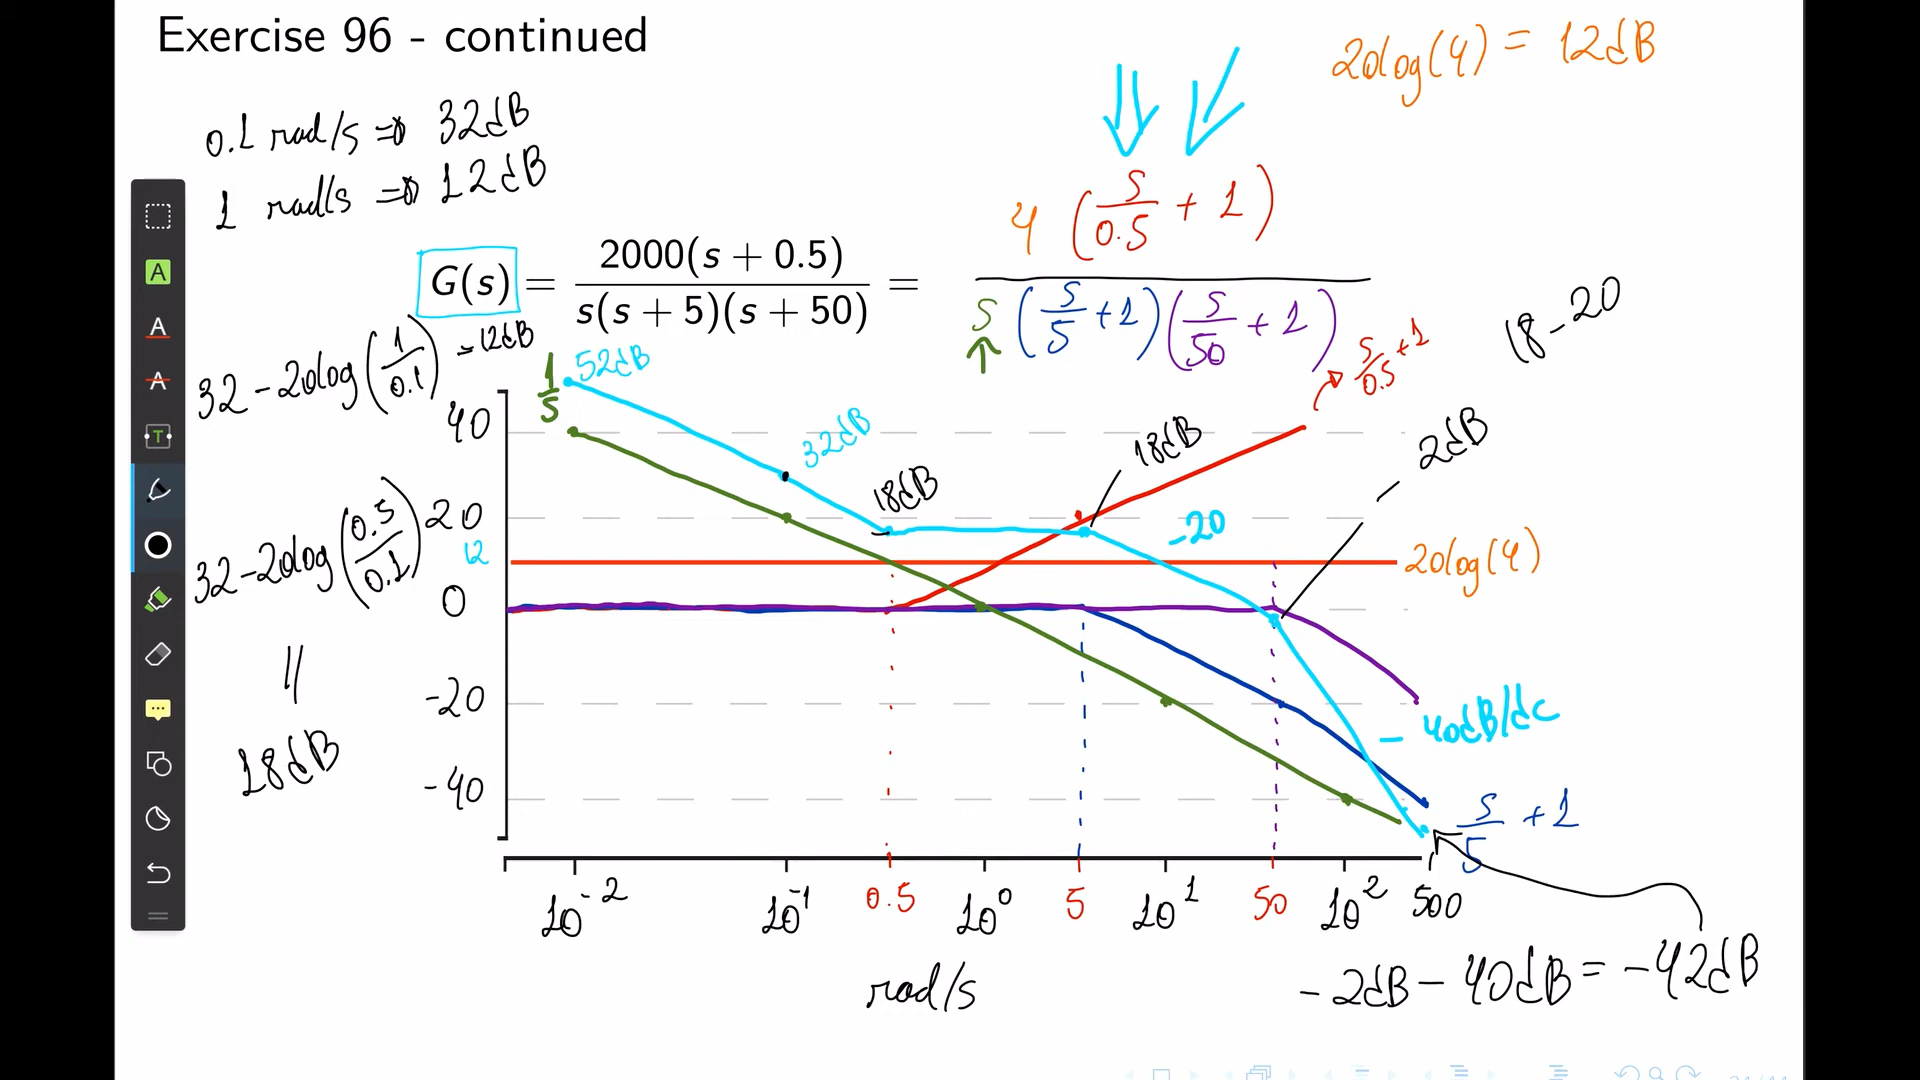 Exercise 96 - continued
20log(4) = 12dB
0.1 rad/s ⇒ 32dB
1 rad/s ⇒ 12dB
G(s) = 2000(s + 0.5) / s(s + 5)(s + 50) = 4 (s/0.5 + 1) / s (s/5 + 1)(s/50 + 1)
18-20
32-20log(1/0.1) = 12dB
1/s
52dB
s/0.5 + 1
40
32dB
18dB
18dB
-2dB
32-20log(0.5/0.1)
20
-20
12
20log(4)
0
||
18dB
-20
-40dB/dc
-40
s/5 + 1
10^-2
10^-1
0.5
10^0
5
10^1
50
10^2
500
rad/s
-2dB - 40dB = -42dB
A
A
A
T